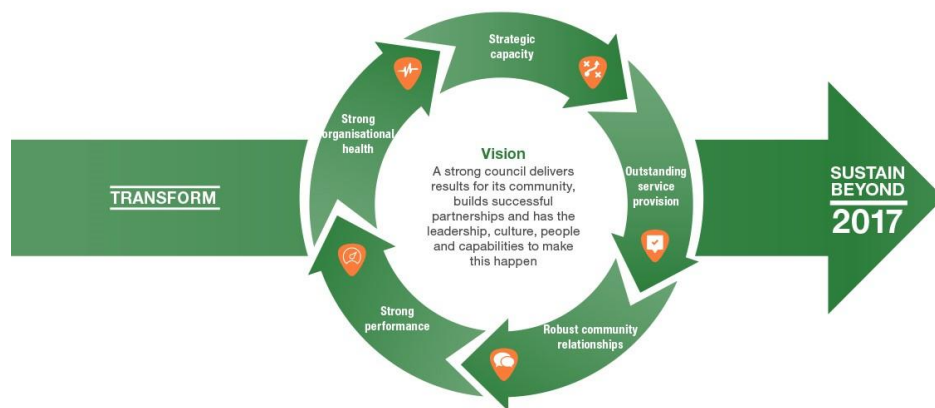 TRANSFORM
Strategic
capacity
Outstanding
service
provision
Robust community
relationships
Strong
performance
Strong
organisational
health
Vision
A strong council delivers
results for its community,
builds successful
partnerships and has the
leadership, culture, people
and capabilities to make
this happen
SUSTAIN
BEYOND
2017